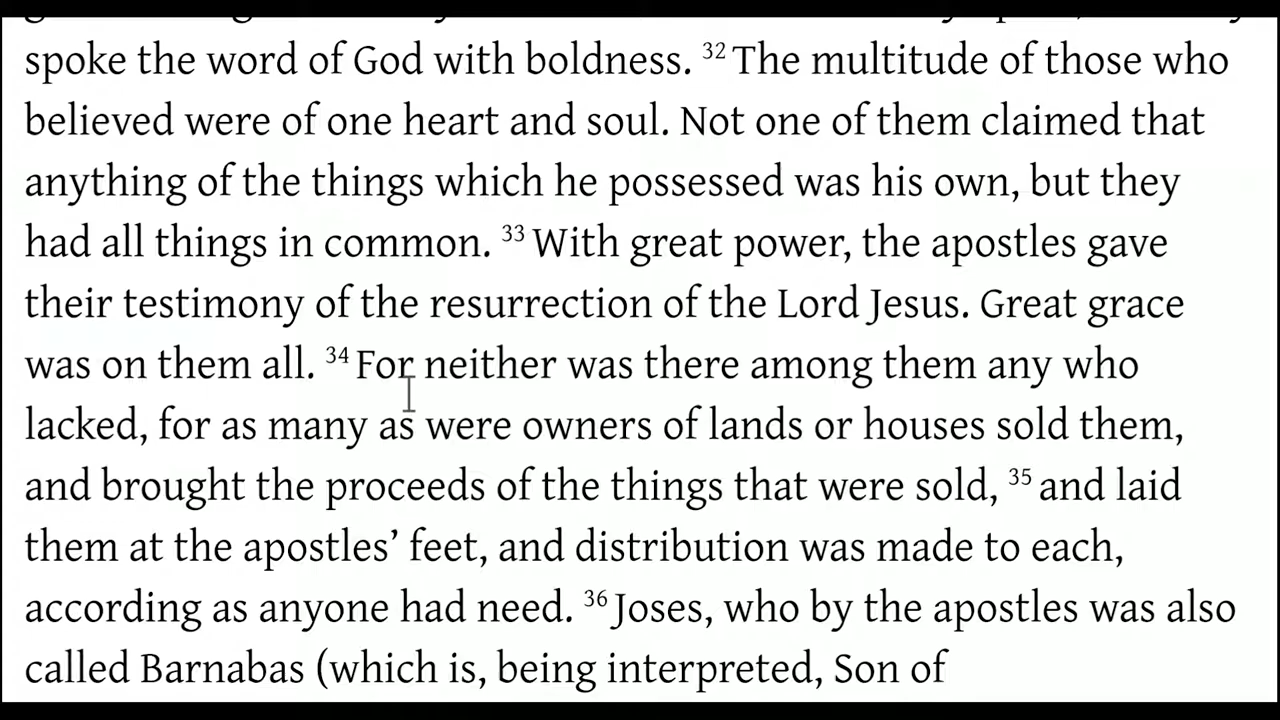 spoke the word of God with boldness. 32 The multitude of those who
believed were of one heart and soul. Not one of them claimed that
anything of the things which he possessed was his own, but they
had all things in common. 33 With great power, the apostles gave
their testimony of the resurrection of the Lord Jesus. Great grace
was on them all. 34 For neither was there among them any who
lacked, for as many as were owners of lands or houses sold them,
and brought the proceeds of the things that were sold, 35 and laid
them at the apostles’ feet, and distribution was made to each,
according as anyone had need. 36 Joses, who by the apostles was also
called Barnabas (which is, being interpreted, Son of